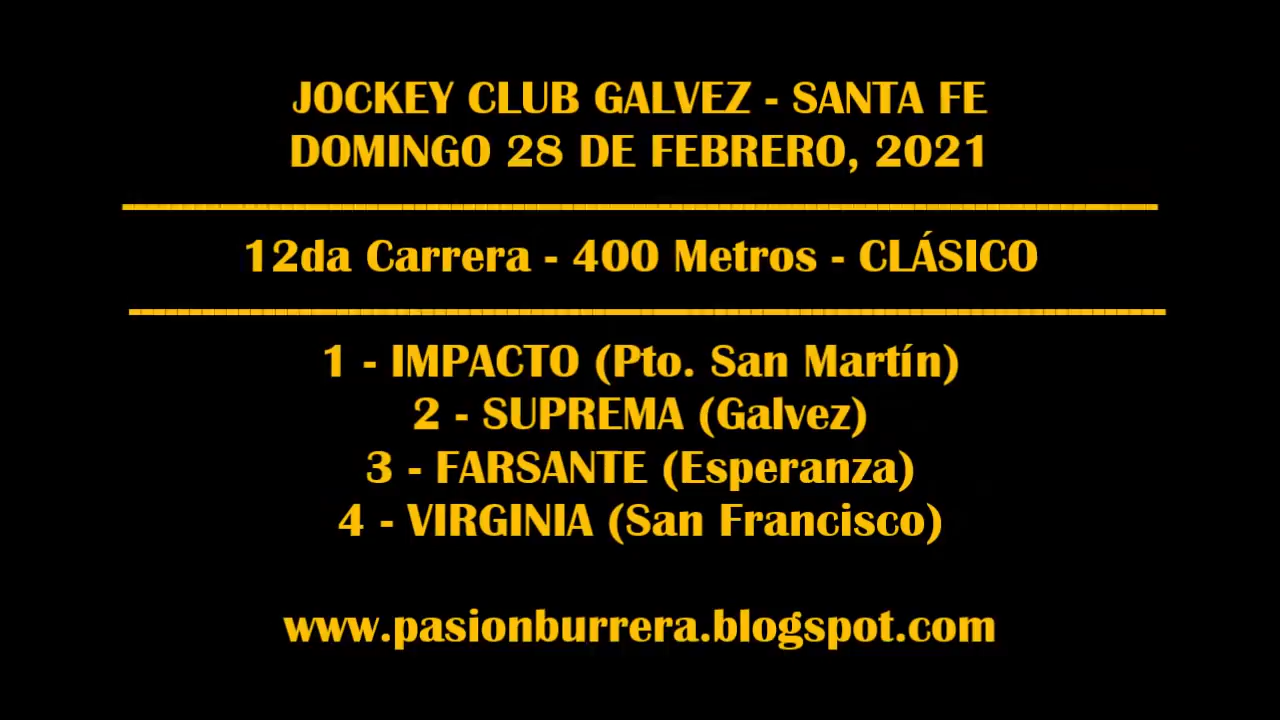 JOCKEY CLUB GALVEZ - SANTA FE
DOMINGO 28 DE FEBRERO, 2021
12da Carrera - 400 Metros - CLÁSICO
1 - IMPACTO (Pto. San Martín)
2 - SUPREMA (Galvez)
3 - FARSANTE (Esperanza)
4 - VIRGINIA (San Francisco)
www.pasionburrera.blogspot.com